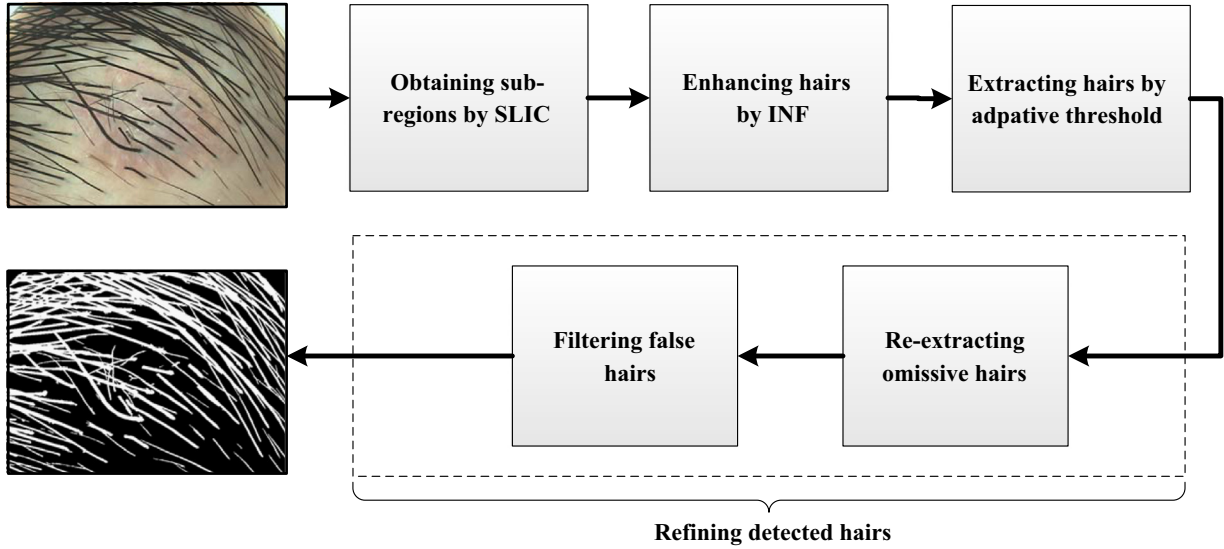 Obtaining sub-
regions by SLIC
Enhancing hairs
by INF
Extracting hairs by
adpative threshold
Re-extracting
omissive hairs
Filtering false
hairs
Refining detected hairs